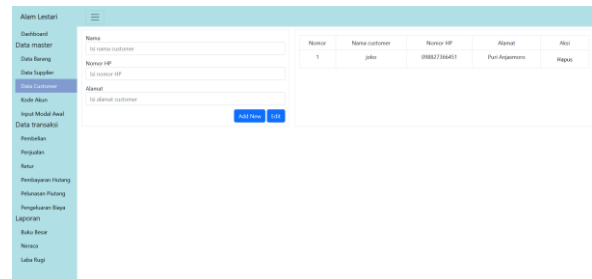 Alam Lestari
Dashboard
Data master
Data Barang
Data Supplier
Data Customer
Kode Akun
Input Modal Awal
Data transaksi
Pembelian
Penjualan
Retur
Pembayaran Hutang
Pelunasan Piutang
Pengeluaran Biaya
Laporan
Buku Besar
Neraca
Laba Rugi
Nama
Isi nama customer
Nomor HP
Isi nomor HP
Alamat
Isi alamat customer
Add New Edit
Nomor Nama customer Nomor HP Alamat Aksi
1 joko 098827366451 Puri Anjasmoro Hapus